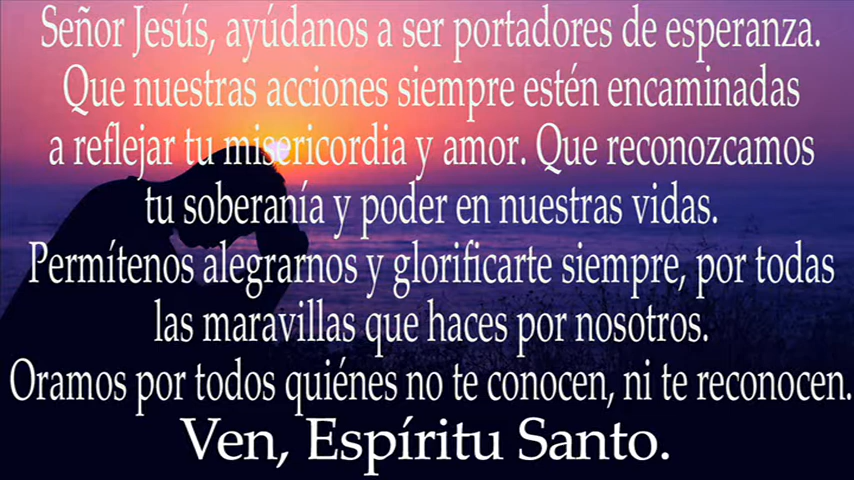 Señor Jesús, ayúdanos a ser portadores de esperanza.
Que nuestras acciones siempre estén encaminadas
a reflejar tu misericordia y amor. Que reconozcamos
tu soberanía y poder en nuestras vidas.
Permítenos alegrarnos y glorificarte siempre, por todas
las maravillas que haces por nosotros.
Oramos por todos quiénes no te conocen, ni te reconocen.
Ven, Espíritu Santo.